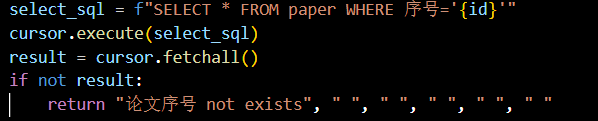 select_sql = f"SELECT * FROM paper WHERE 序号='{id}'"
cursor.execute(select_sql)
result = cursor.fetchall()
if not result:
    return "论文序号 not exists", " ", " ", " ", " ", " "